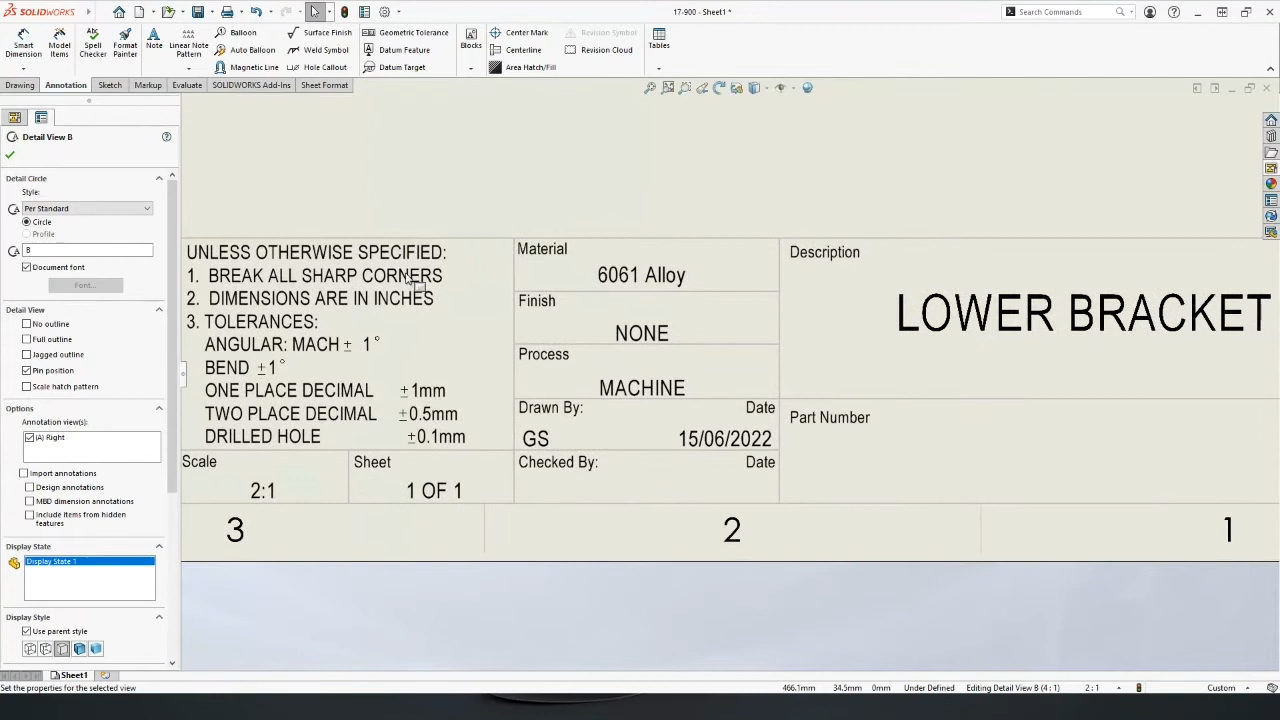 SOLIDWORKS
17-900 - Sheet1 *
Search Commands
Smart Dimension
Model Items
Spell Checker
Format Painter
Note
Linear Note Pattern
Balloon
Auto Balloon
Magnetic Line
Surface Finish
Weld Symbol
Hole Callout
Geometric Tolerance
Datum Feature
Datum Target
Blocks
Center Mark
Centerline
Area Hatch/Fill
Revision Symbol
Revision Cloud
Tables
Drawing
Annotation
Sketch
Markup
Evaluate
SOLIDWORKS Add-Ins
Sheet Format
Detail View B
Detail Circle
Style:
Per Standard
Circle
Profile
B
Document font
Font...
Detail View
No outline
Full outline
Jagged outline
Pin position
Scale hatch pattern
Options
Annotation view(s):
(A) Right
Import annotations
Design annotations
MBD dimension annotations
Include items from hidden
features
Display State
Display State 1
Display Style
Use parent style
UNLESS OTHERWISE SPECIFIED:
1. BREAK ALL SHARP CORNERS
2. DIMENSIONS ARE IN INCHES
3. TOLERANCES:
ANGULAR: MACH ± 1°
BEND ±1°
ONE PLACE DECIMAL ±1mm
TWO PLACE DECIMAL ±0.5mm
DRILLED HOLE ±0.1mm
Scale
2:1
Sheet
1 OF 1
Material
6061 Alloy
Finish
NONE
Process
MACHINE
Drawn By: Date
GS 15/06/2022
Checked By: Date
Description
LOWER BRACKET
Part Number
3 2 1
Sheet1
Set the properties for the selected view
466.1mm 34.5mm 0mm Under Defined Editing Detail View B (4 : 1) 2 : 1 Custom